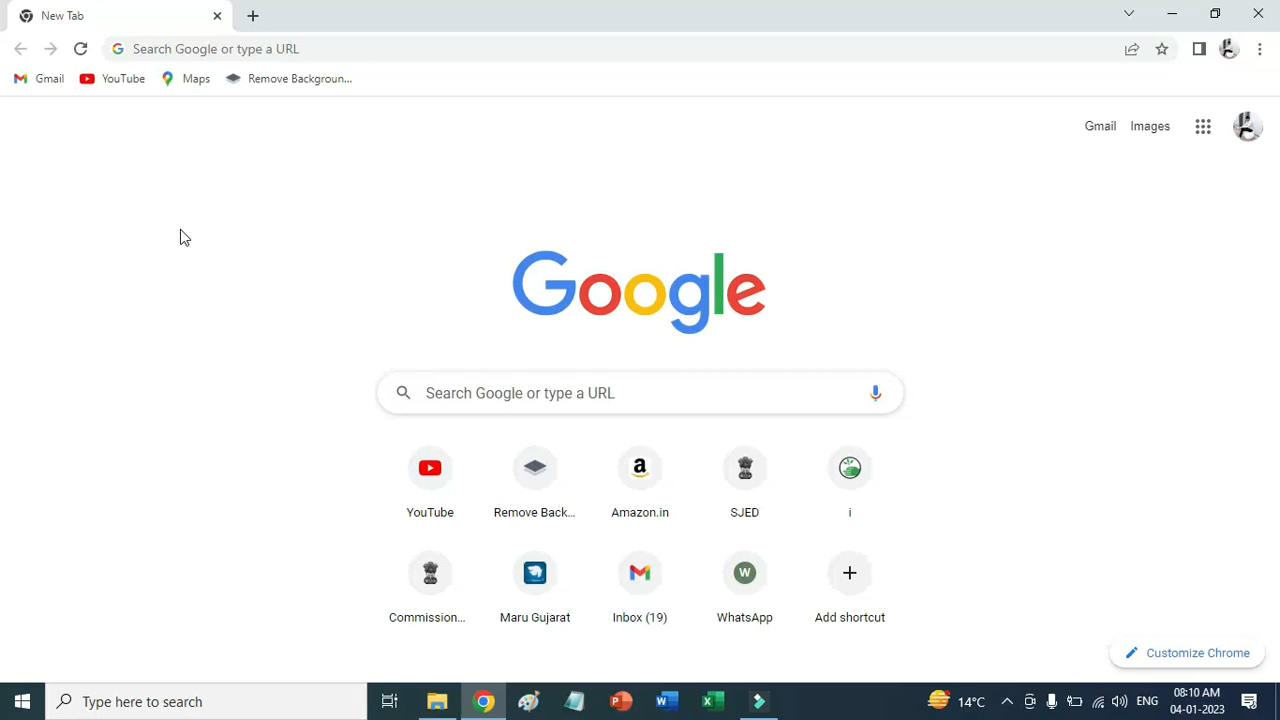 New Tab
Search Google or type a URL
Gmail
YouTube
Maps
Remove Backgroun...
Gmail
Images
Google
Search Google or type a URL
YouTube
Remove Back...
Amazon.in
SJED
i
Commission...
Maru Gujarat
Inbox (19)
W
WhatsApp
Add shortcut
Customize Chrome
Type here to search
14°C
ENG
08:10 AM
04-01-2023